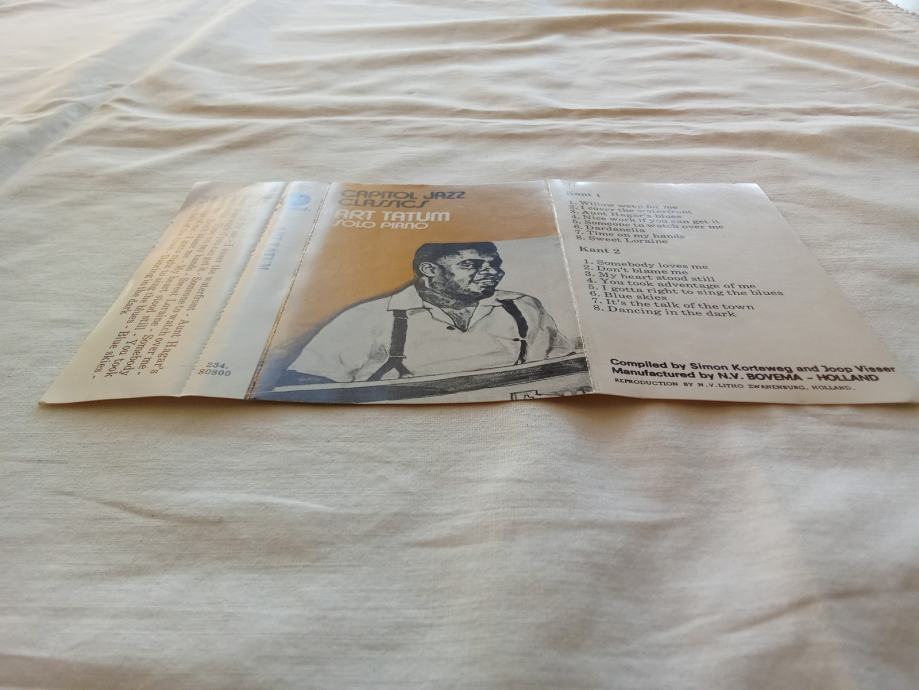 CAPITOL JAZZ
CLASSICS
ART TATUM
SOLO PIANO
234.
80800
Kant 1
1. Willow weep for me
2. I cover the waterfront
3. Aunt Hagar's blues
4. Nice work if you can get it
5. Someone to watch over me
6. Dardanella
7. Time on my hands
8. Sweet Loraine
Kant 2
1. Somebody loves me
2. Don't blame me
3. My heart stood still
4. You took adventage of me
5. I gotta right to sing the blues
6. Blue skies
7. It's the talk of the town
8. Dancing in the dark
Compiled by Simon Korteweg and Joop Visser
Manufactured by N.V. BOVEMA - HOLLAND
REPRODUCTION BY N.V. LITHO ZWANENBURG, HOLLAND.